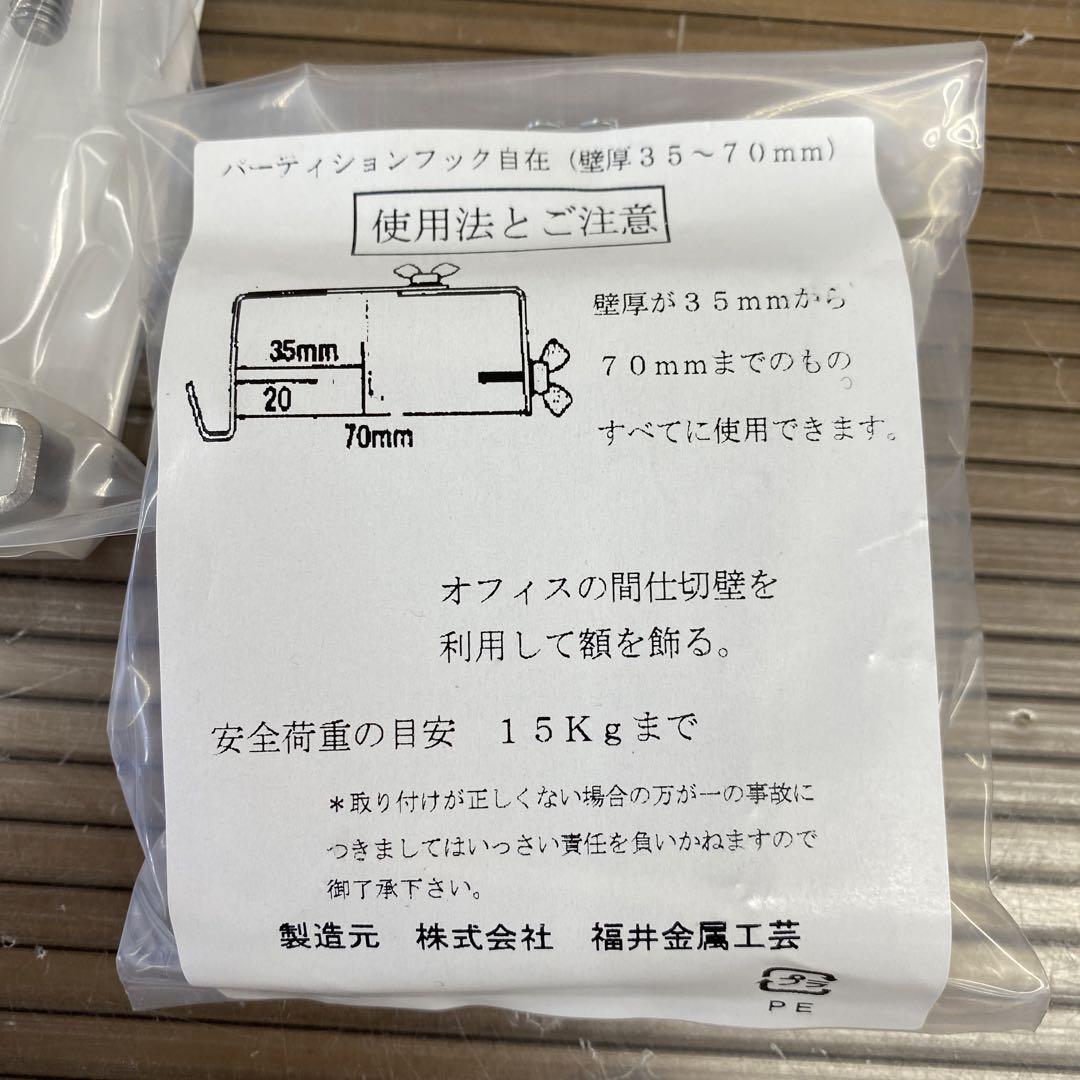 パーティションフック自在（壁厚３５～７０ｍｍ）
使用法とご注意
壁厚が３５ｍｍから
７０ｍｍまでのもの。
すべてに使用できます。
35mm
20
70mm
オフィスの間仕切壁を
利用して額を飾る。
安全荷重の目安　１５Ｋｇまで
＊取り付けが正しくない場合の万が一の事故に
つきましてはいっさい責任を負いかねますので
御了承下さい。
製造元　株式会社　福井金属工芸
プラ
ＰＥ